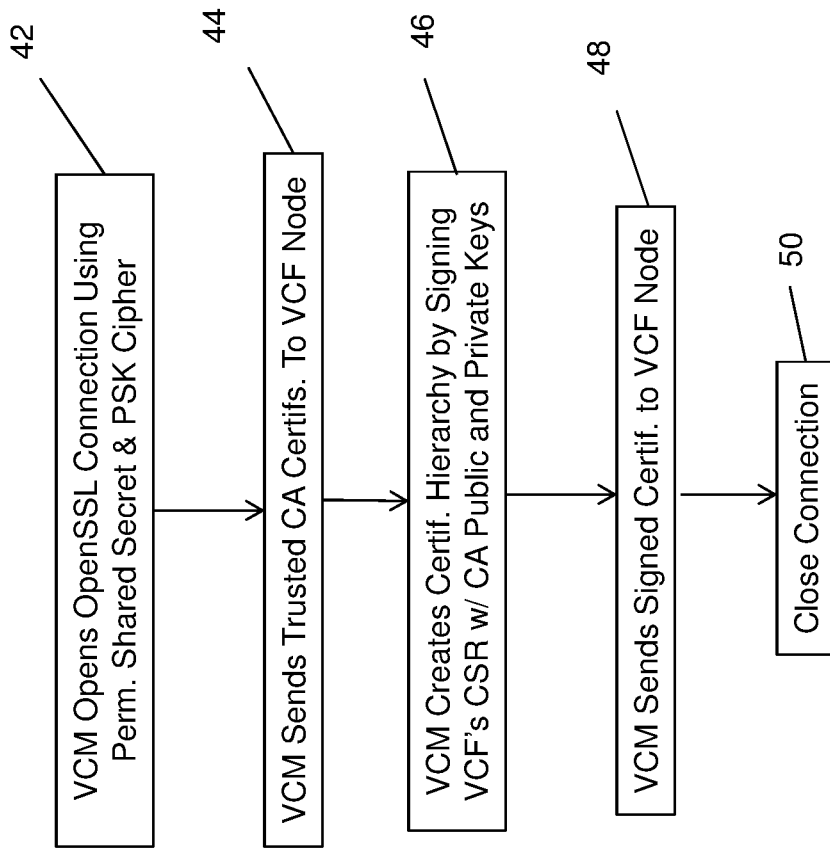 VCM Opens OpenSSL Connection Using
Perm. Shared Secret & PSK Cipher
42
VCM Sends Trusted CA Certifs. To VCF Node
44
VCM Creates Certif. Hierarchy by Signing
VCF's CSR w/ CA Public and Private Keys
46
VCM Sends Signed Certif. to VCF Node
48
Close Connection
50